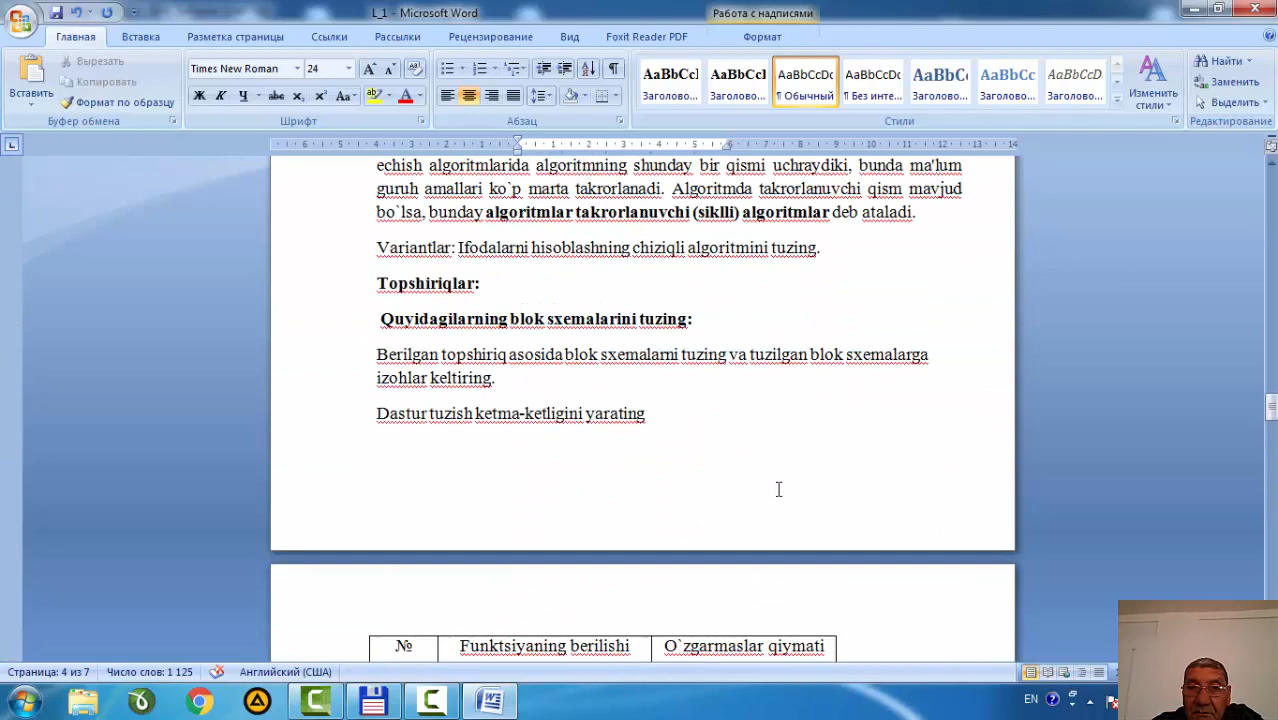 L_1 - Microsoft Word
Работа с надписями
Главная Вставка Разметка страницы Ссылки Рассылки Рецензирование Вид Foxit Reader PDF Формат
Вставить
Вырезать
Копировать
Формат по образцу
Буфер обмена
Times New Roman 24
Ж К Ч abc x₂ x² Aa
Шрифт
Абзац
AaBbCcI AaBbCcI AaBbCcDc AaBbCcDc AaBbC AaBbCc AaBbCcD.
Заголово... Заголово... ¶ Обычный ¶ Без инте... Заголово... Заголово... Заголово...
Стили
Изменить стили
Найти
Заменить
Выделить
Редактирование
echish algoritmlarida algoritmning shunday bir qismi uchraydiki, bunda ma'lum
guruh amallari ko`p marta takrorlanadi. Algoritmda takrorlanuvchi qism mavjud
bo`lsa, bunday algoritmlar takrorlanuvchi (siklli) algoritmlar deb ataladi.
Variantlar: Ifodalarni hisoblashning chiziqli algoritmini tuzing.
Topshiriqlar:
Quyidagilarning blok sxemalarini tuzing:
Berilgan topshiriq asosida blok sxemalarni tuzing va tuzilgan blok sxemalarga
izohlar keltiring.
Dastur tuzish ketma-ketligini yarating
№ Funktsiyaning berilishi O`zgarmaslar qiymati
Страница: 4 из 7 Число слов: 1 125 Английский (США)
EN